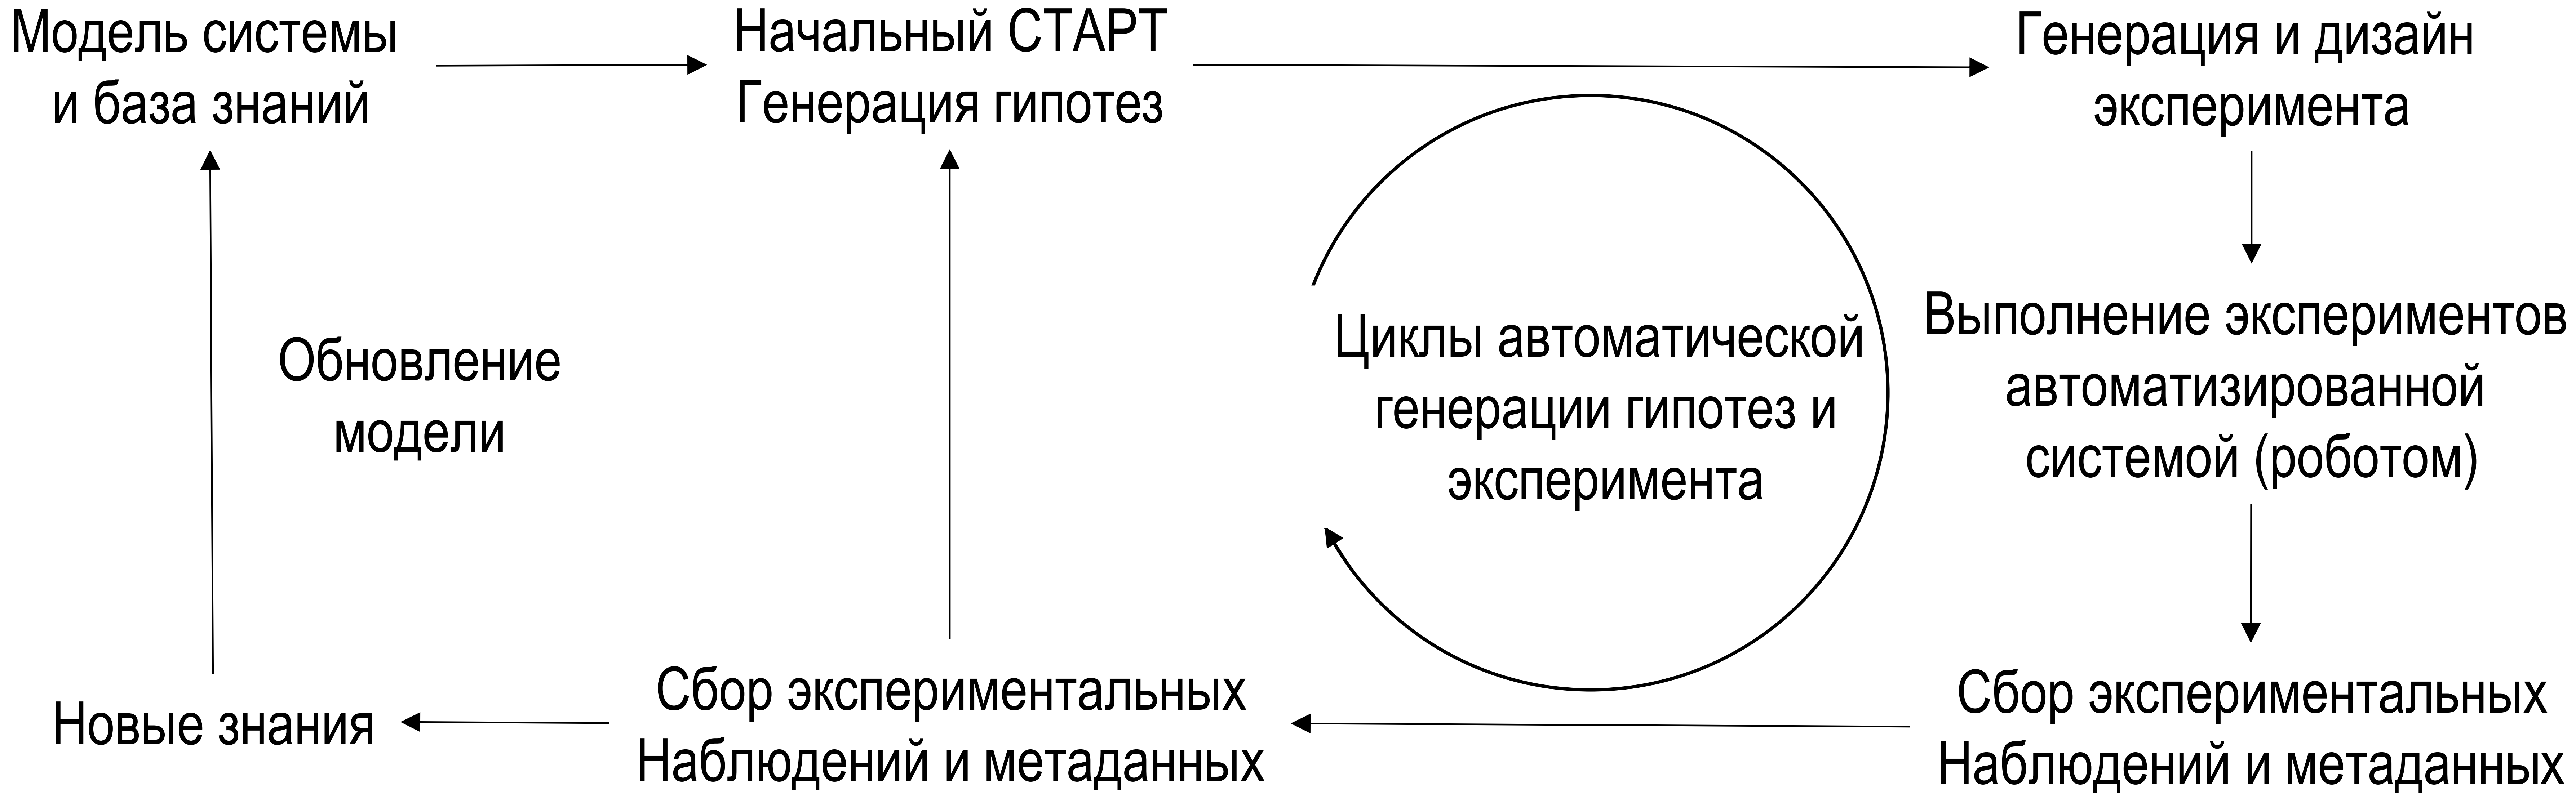 Модель системы
и база знаний
Начальный СТАРТ
Генерация гипотез
Генерация и дизайн
эксперимента
Обновление
модели
Циклы автоматической
генерации гипотез и
эксперимента
Выполнение экспериментов
автоматизированной
системой (роботом)
Новые знания
Сбор экспериментальных
Наблюдений и метаданных
Сбор экспериментальных
Наблюдений и метаданных